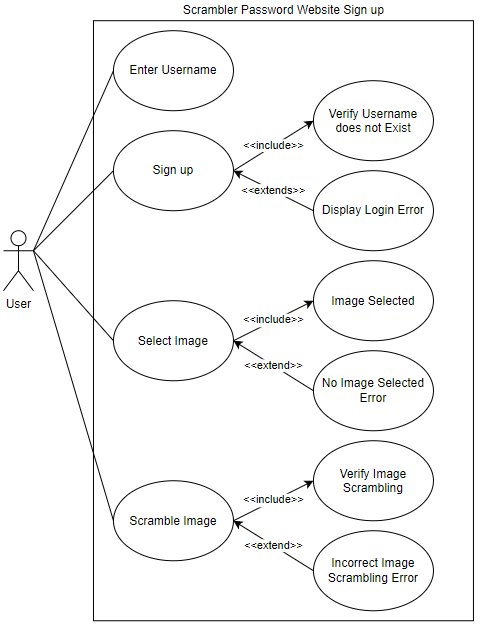 Scrambler Password Website Sign up
Enter Username
Verify Username
does not Exist
<<include>>
Sign up
<<extends>>
Display Login Error
User
Image Selected
<<include>>
Select Image
<<extend>>
No Image Selected
Error
Verify Image
Scrambling
<<include>>
Scramble Image
<<extend>>
Incorrect Image
Scrambling Error